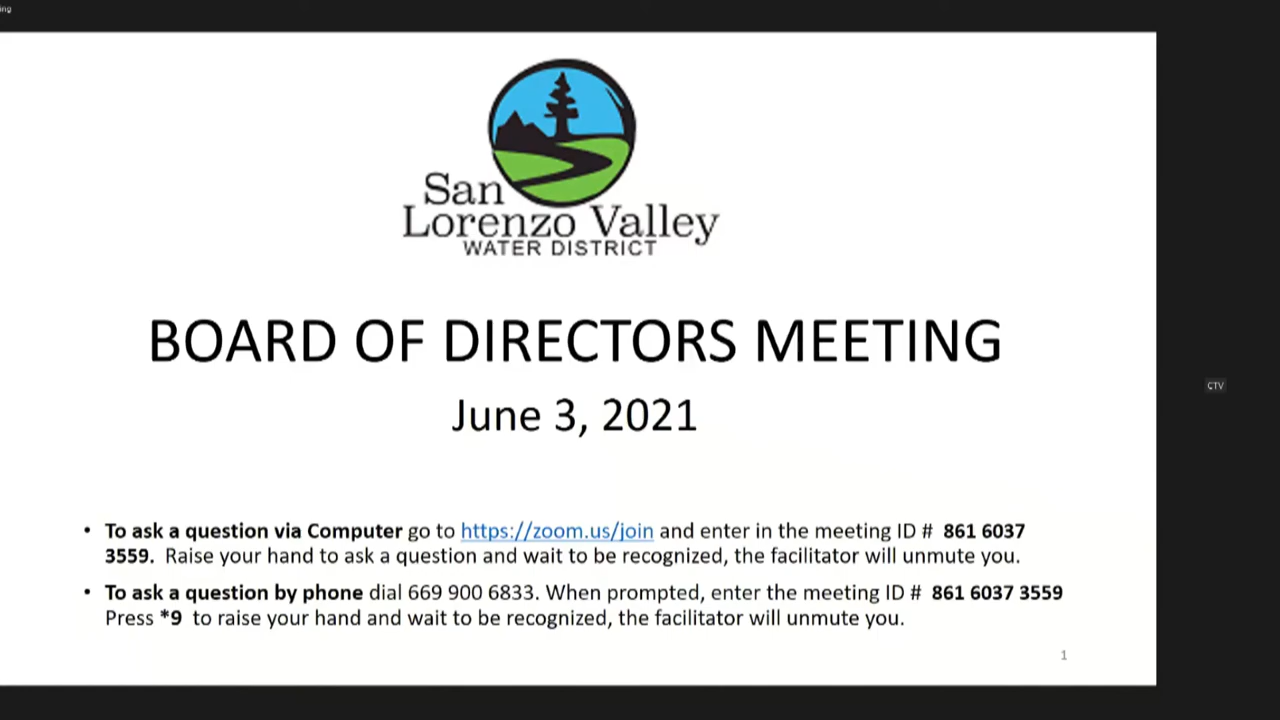 ing
San
Lorenzo Valley
WATER DISTRICT
BOARD OF DIRECTORS MEETING
June 3, 2021
CTV
• To ask a question via Computer go to https://zoom.us/join and enter in the meeting ID # 861 6037
3559. Raise your hand to ask a question and wait to be recognized, the facilitator will unmute you.
• To ask a question by phone dial 669 900 6833. When prompted, enter the meeting ID # 861 6037 3559
Press *9 to raise your hand and wait to be recognized, the facilitator will unmute you.
1